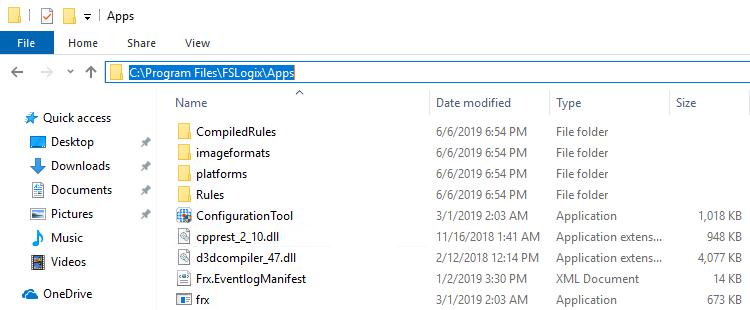 Apps
File Home Share View
C:\Program Files\FSLogix\Apps
Name Date modified Type Size
Quick access
Desktop
Downloads
Documents
Pictures
Music
Videos
OneDrive
CompiledRules 6/6/2019 6:54 PM File folder
imageformats 6/6/2019 6:54 PM File folder
platforms 6/6/2019 6:54 PM File folder
Rules 6/6/2019 6:54 PM File folder
ConfigurationTool 3/1/2019 2:03 AM Application 1,018 KB
cpprest_2_10.dll 11/16/2018 1:41 AM Application extens... 948 KB
d3dcompiler_47.dll 2/12/2018 12:14 PM Application extens... 4,077 KB
Frx.EventlogManifest 1/2/2019 3:30 PM XML Document 14 KB
frx 3/1/2019 2:03 AM Application 673 KB